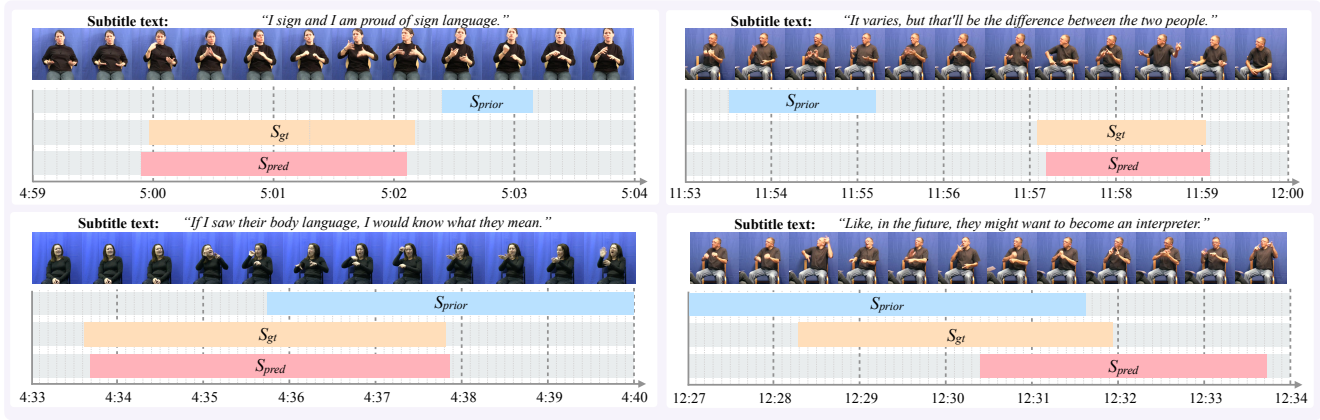 Subtitle text: "I sign and I am proud of sign language."
S_prior
S_gt
S_pred
4:59 5:00 5:01 5:02 5:03 5:04
Subtitle text: "It varies, but that'll be the difference between the two people."
S_prior
S_gt
S_pred
11:53 11:54 11:55 11:56 11:57 11:58 11:59 12:00
Subtitle text: "If I saw their body language, I would know what they mean."
S_prior
S_gt
S_pred
4:33 4:34 4:35 4:36 4:37 4:38 4:39 4:40
Subtitle text: "Like, in the future, they might want to become an interpreter."
S_prior
S_gt
S_pred
12:27 12:28 12:29 12:30 12:31 12:32 12:33 12:34